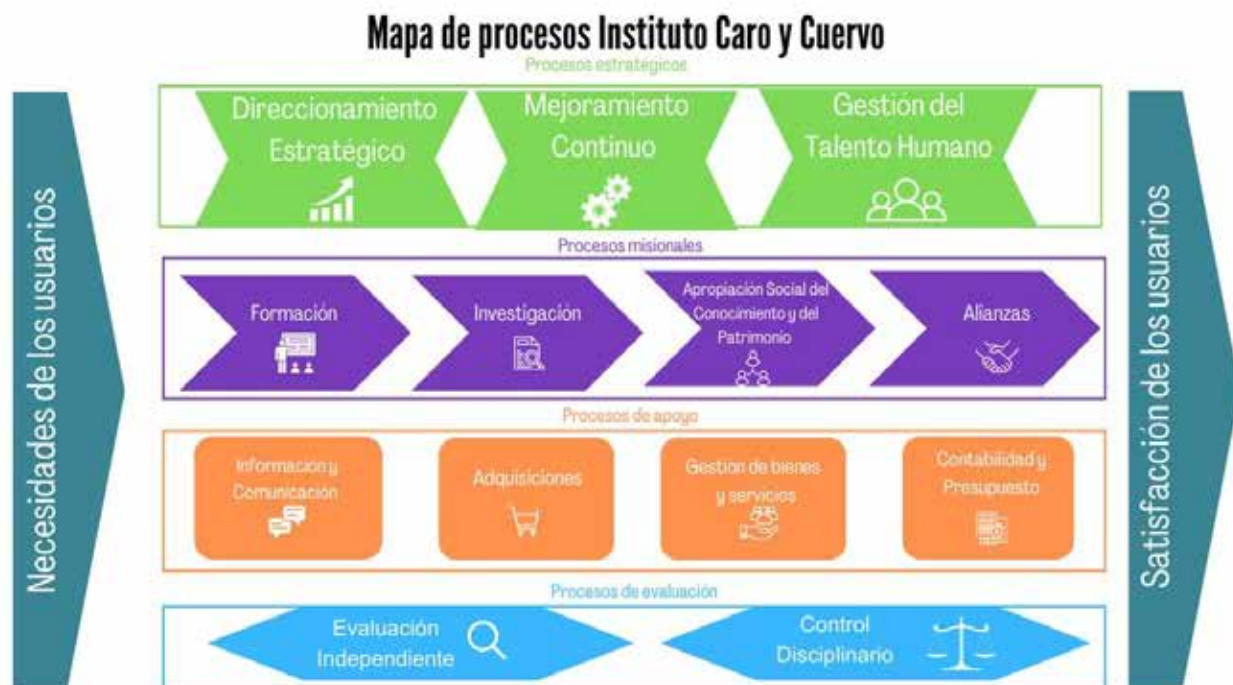 Mapa de procesos Instituto Caro y Cuervo
Procesos estratégicos
Necesidades de los usuarios
Direccionamiento
Estratégico
Mejoramiento
Continuo
Gestión del
Talento Humano
Procesos misionales
Formación
Investigación
Apropiación Social del
Conocimiento y del
Patrimonio
Alianzas
Procesos de apoyo
Información y
Comunicación
Adquisiciones
Gestión de bienes
y servicios
Contabilidad y
Presupuesto
Procesos de evaluación
Evaluación
Independiente
Control
Disciplinario
Satisfacción de los usuarios